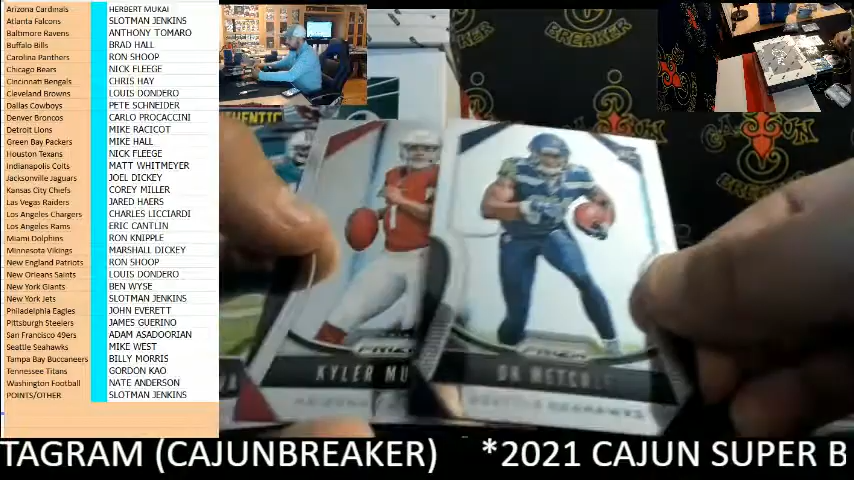 Arizona Cardinals HERBERT MUKAI
Atlanta Falcons SLOTMAN JENKINS
Baltimore Ravens ANTHONY TOMARO
Buffalo Bills BRAD HALL
Carolina Panthers RON SHOOP
Chicago Bears NICK FLEEGE
Cincinnati Bengals CHRIS HAY
Cleveland Browns LOUIS DONDERO
Dallas Cowboys PETE SCHNEIDER
Denver Broncos CARLO PROCACCINI
Detroit Lions MIKE RACICOT
Green Bay Packers MIKE HALL
Houston Texans NICK FLEEGE
Indianapolis Colts MATT WHITMEYER
Jacksonville Jaguars JOEL DICKEY
Kansas City Chiefs COREY MILLER
Las Vegas Raiders JARED HAERS
Los Angeles Chargers CHARLES LICCIARDI
Los Angeles Rams ERIC CANTLIN
Miami Dolphins RON KNIPPLE
Minnesota Vikings MARSHALL DICKEY
New England Patriots RON SHOOP
New Orleans Saints LOUIS DONDERO
New York Giants BEN WYSE
New York Jets SLOTMAN JENKINS
Philadelphia Eagles JOHN EVERETT
Pittsburgh Steelers JAMES GUERINO
San Francisco 49ers ADAM ASADOORIAN
Seattle Seahawks MIKE WEST
Tampa Bay Buccaneers BILLY MORRIS
Tennessee Titans GORDON KAO
Washington Football NATE ANDERSON
POINTS/OTHER SLOTMAN JENKINS
BREAKER
CAJUN
BREAKER
KYLER MU
PRIZM
DK METCALF
SEATTLE SEAHAWKS
TAGRAM (CAJUNBREAKER) *2021 CAJUN SUPER B